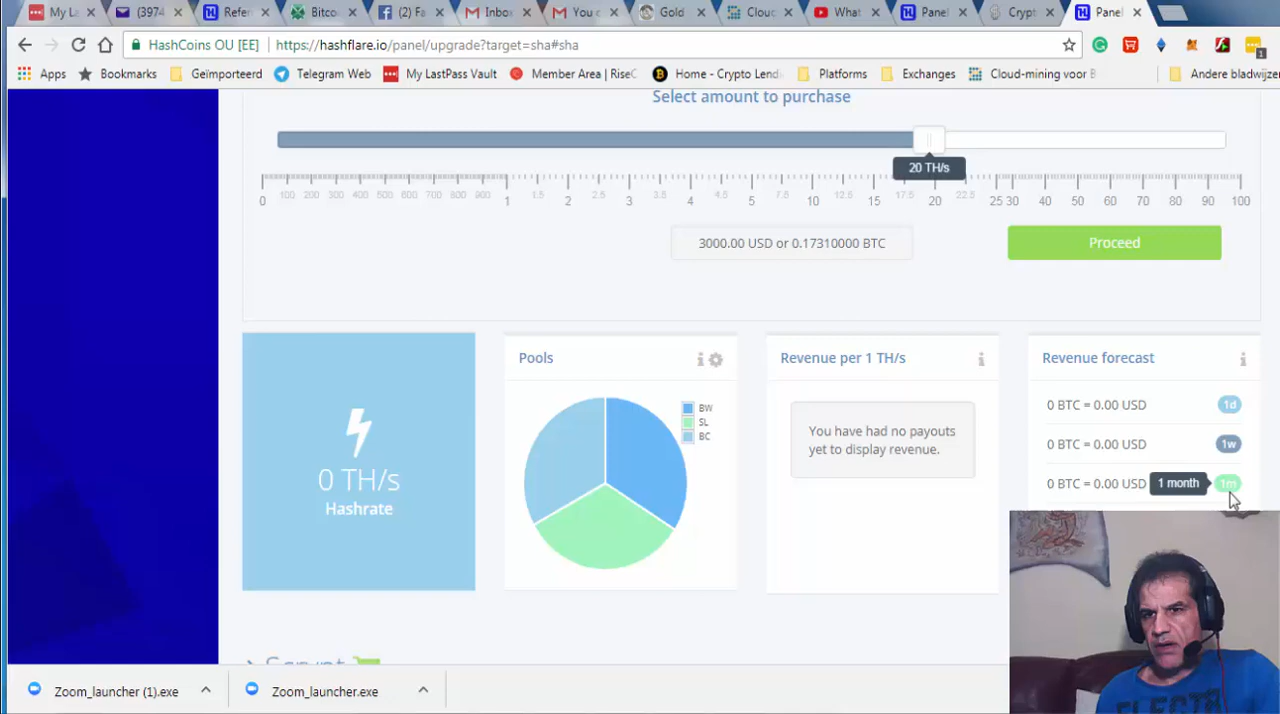 My La
(3974
Refern
Bitco
(2) Fa
Inbox
You c
Gold
Cloud
What
Panel
Crypt
Panel
HashCoins OU [EE]
https://hashflare.io/panel/upgrade?target=sha#sha
Apps
Bookmarks
Geïmporteerd
Telegram Web
My LastPass Vault
Member Area | RiseC
Home - Crypto Lendi
Platforms
Exchanges
Cloud-mining voor B
Andere bladwijzer
1
Select amount to purchase
20 TH/s
0 100 200 300 400 500 600 700 800 900 1 1.5 2 2.5 3 3.5 4 4.5 5 7.5 10 12.5 15 17.5 20 22.5 25 30 40 50 60 70 80 90 100
3000.00 USD or 0.17310000 BTC
Proceed
0 TH/s
Hashrate
Pools
BW
SL
BC
Revenue per 1 TH/s
You have had no payouts
yet to display revenue.
Revenue forecast
0 BTC = 0.00 USD 1d
0 BTC = 0.00 USD 1w
0 BTC = 0.00 USD 1 month 1m
Scrypt
ELECT
Zoom_launcher (1).exe
Zoom_launcher.exe